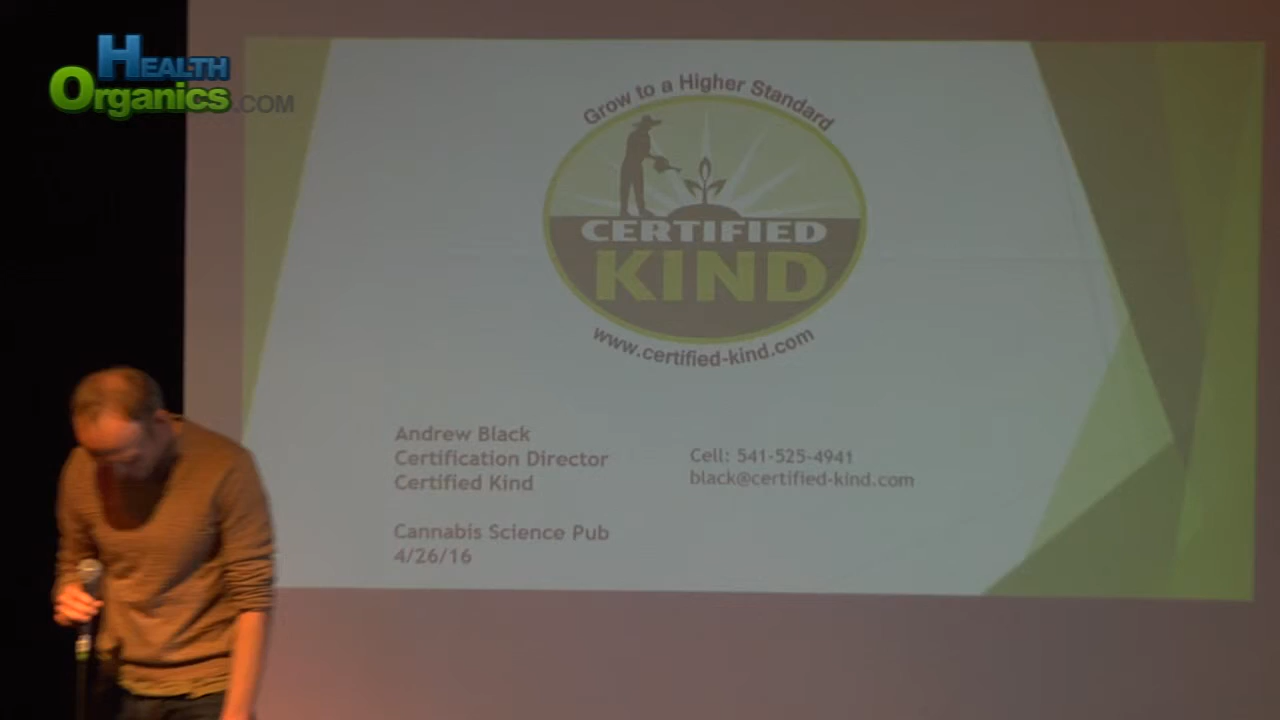 HEALTH
Organics.COM
Grow to a Higher Standard
CERTIFIED
KIND
www.certified-kind.com
Andrew Black
Certification Director
Certified Kind
Cell: 541-525-4941
black@certified-kind.com
Cannabis Science Pub
4/26/16